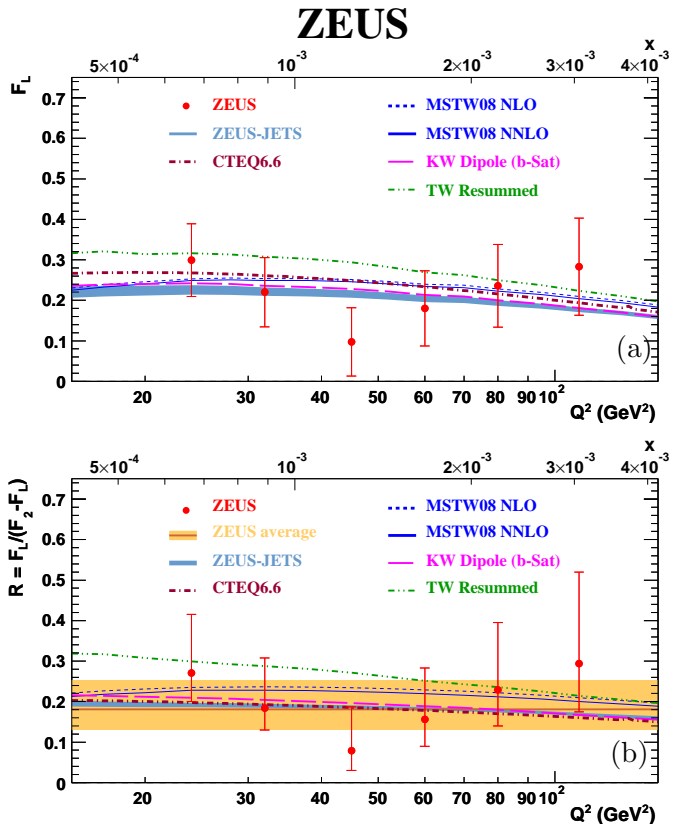 ZEUS
5×10⁻⁴ 10⁻³ 2×10⁻³ 3×10⁻³ 4×10⁻³ x
F_L
0.7
0.6
0.5
0.4
0.3
0.2
0.1
0
ZEUS
ZEUS-JETS
CTEQ6.6
MSTW08 NLO
MSTW08 NNLO
KW Dipole (b-Sat)
TW Resummed
(a)
20 30 40 50 60 70 80 90 10²
Q² (GeV²)
5×10⁻⁴ 10⁻³ 2×10⁻³ 3×10⁻³ 4×10⁻³ x
R = F_L/(F_2-F_L)
0.7
0.6
0.5
0.4
0.3
0.2
0.1
0
ZEUS
ZEUS average
ZEUS-JETS
CTEQ6.6
MSTW08 NLO
MSTW08 NNLO
KW Dipole (b-Sat)
TW Resummed
(b)
20 30 40 50 60 70 80 90 10²
Q² (GeV²)